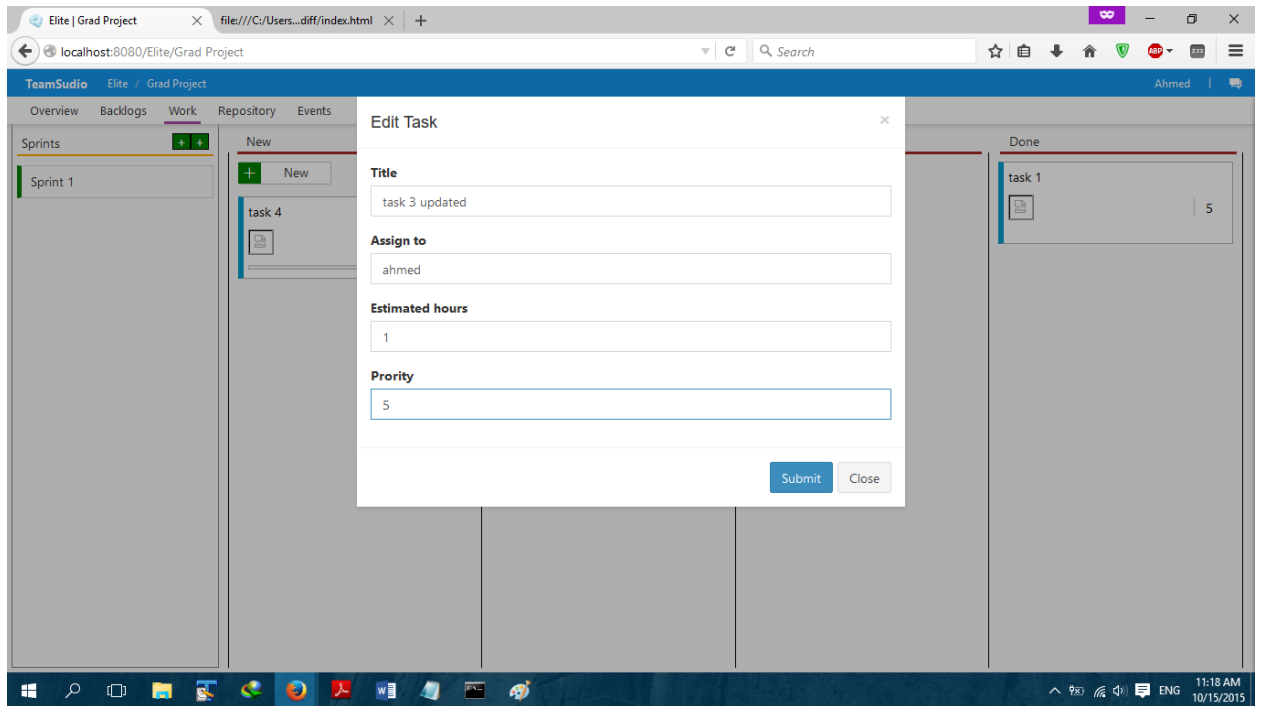 Elite | Grad Project
file:///C:/Users...diff/index.html
localhost:8080/Elite/Grad Project
Search
ABP
TeamSudio
Elite / Grad Project
Ahmed
Overview
Backlogs
Work
Repository
Events
Sprints
+ +
Sprint 1
New
+ New
task 4
Edit Task
×
Title
task 3 updated
Assign to
ahmed
Estimated hours
1
Prority
5
Submit
Close
Done
task 1
5
ENG
11:18 AM
10/15/2015